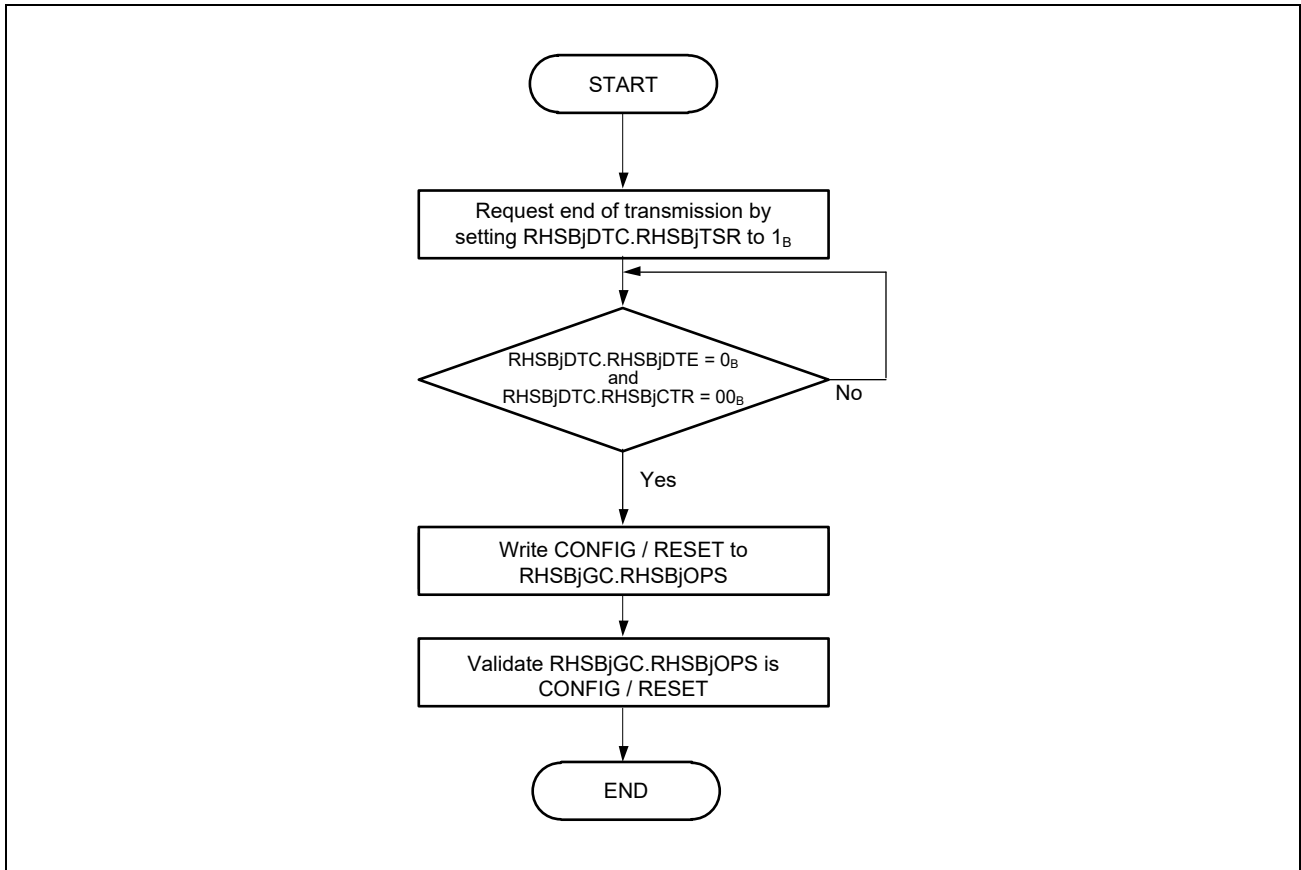 START
Request end of transmission by
setting RHSBjDTC.RHSBjTSR to 1B
RHSBjDTC.RHSBjDTE = 0B
and
RHSBjDTC.RHSBjCTR = 00B
No
Yes
Write CONFIG / RESET to
RHSBjGC.RHSBjOPS
Validate RHSBjGC.RHSBjOPS is
CONFIG / RESET
END